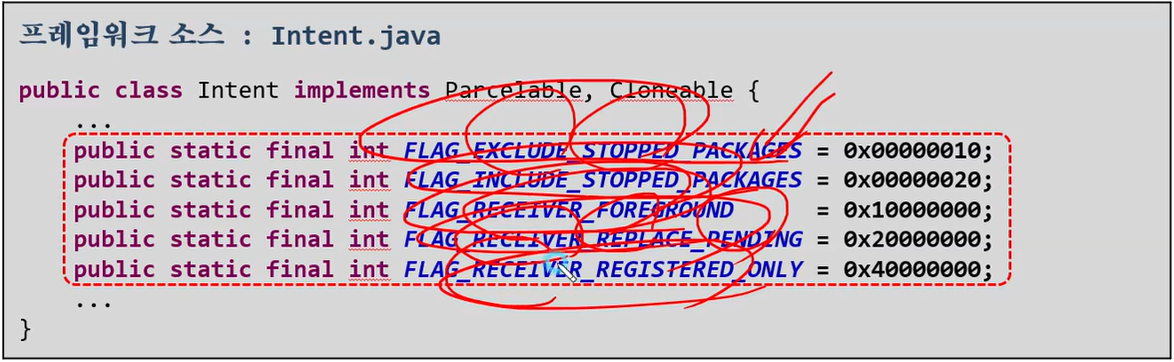 프레임워크 소스 : Intent.java
public class Intent implements Parcelable, Cloneable {
...
public static final int FLAG_EXCLUDE_STOPPED_PACKAGES = 0x00000010;
public static final int FLAG_INCLUDE_STOPPED_PACKAGES = 0x00000020;
public static final int FLAG_RECEIVER_FOREGROUND = 0x10000000;
public static final int FLAG_RECEIVER_REPLACE_PENDING = 0x20000000;
public static final int FLAG_RECEIVER_REGISTERED_ONLY = 0x40000000;
...
}